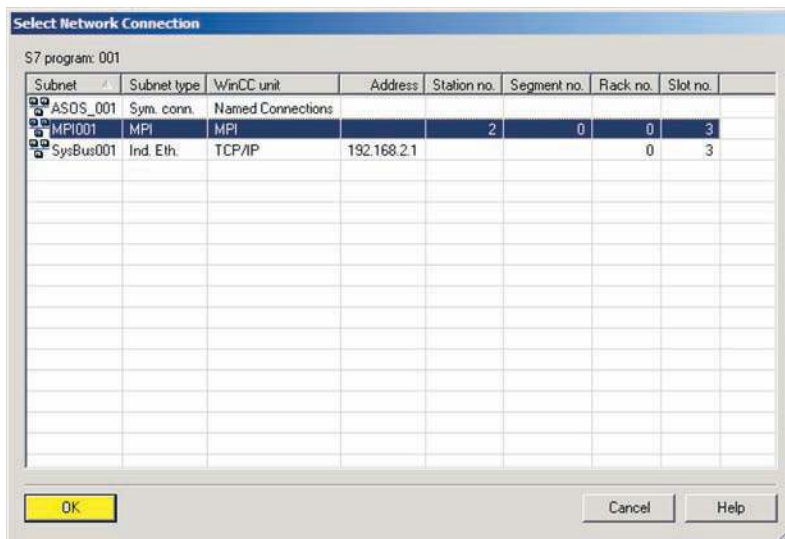 Select Network Connection
S7 program: 001
Subnet Subnet type WinCC unit Address Station no. Segment no. Rack no. Slot no.
ASOS_001 Sym. conn. Named Connections
MPI001 MPI MPI 2 0 0 3
SysBus001 Ind. Eth. TCP/IP 192.168.2.1 0 3
OK Cancel Help